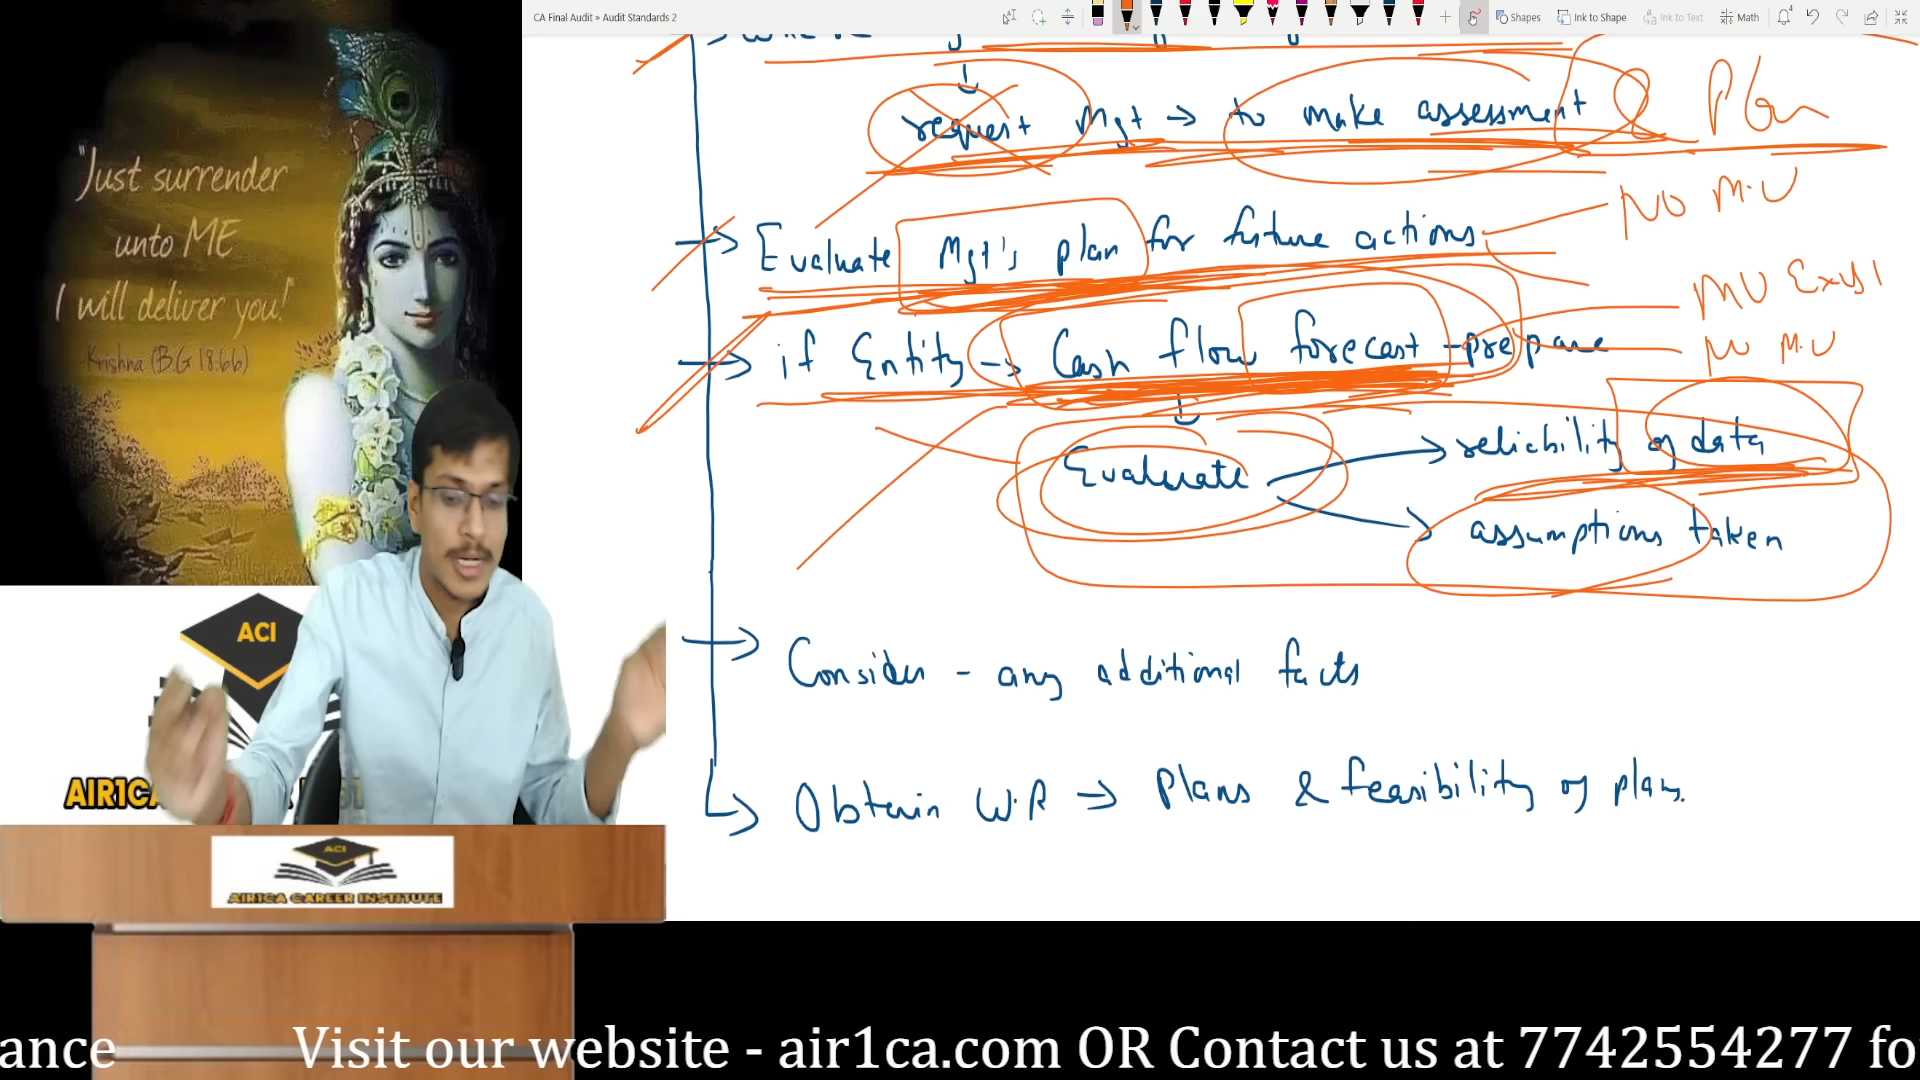 CA Final Audit » Audit Standards 2
Shapes
Ink to Shape
Ink to Text
Math
"Just surrender
unto ME
I will deliver you!"
-Krishna (B.G 18.66)
request Mgt → to make assessment & Plan
NO M.U
→ Evaluate Mgt's plan for future actions
MU Exist
→ if Entity → Cash flow forecast - prepare
NO M.U
Evaluate → reliability of data
→ assumptions taken
→ Consider - any additional facts
→ Obtain W.R → Plans & feasibility of plans.
ACI
AIR1CA
ACI
AIR1CA CAREER INSTITUTE
ance Visit our website - air1ca.com OR Contact us at 7742554277 fo